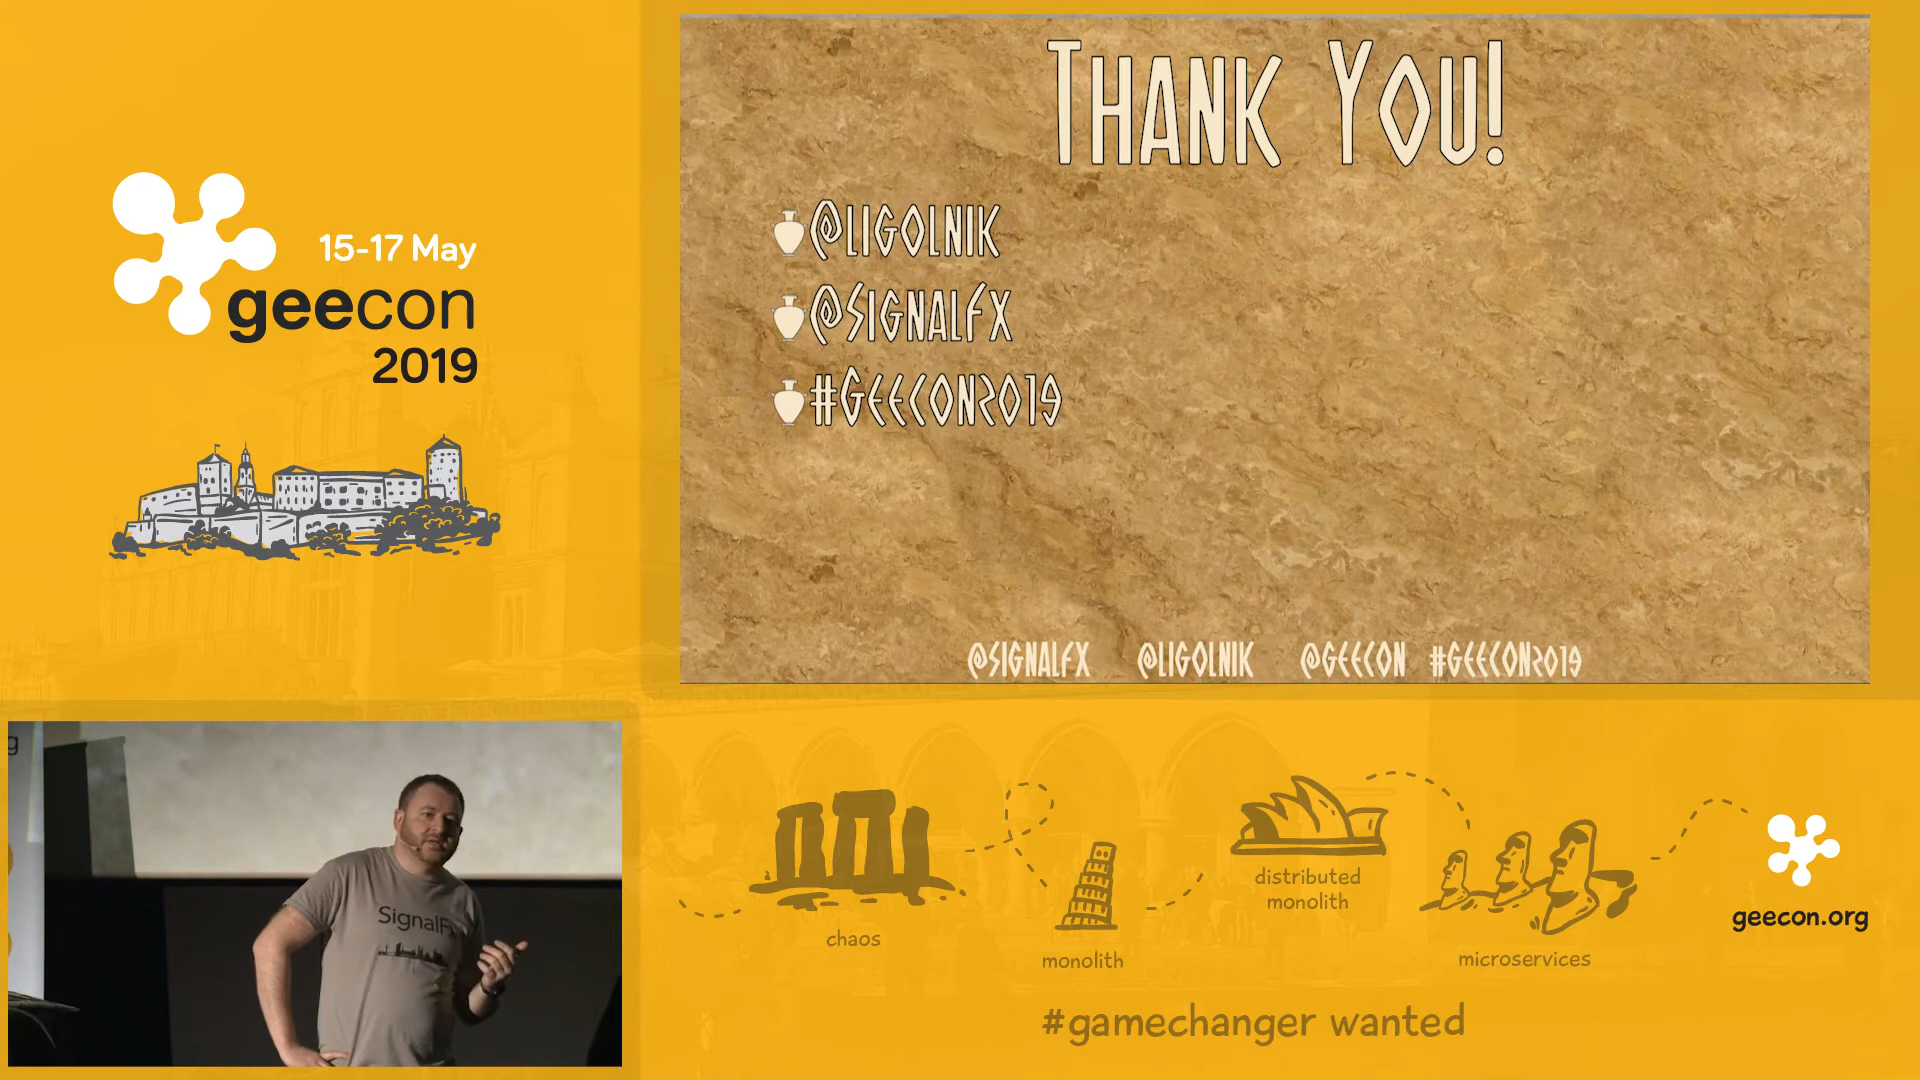 15-17 May
geecon
2019
THANK YOU!
@LIGOLNIK
@SIGNALFX
#GEECON2019
@SIGNALFX @LIGOLNIK @GEECON #GEECON2019
g
SignalFx
chaos
monolith
distributed
monolith
microservices
geecon.org
#gamechanger wanted